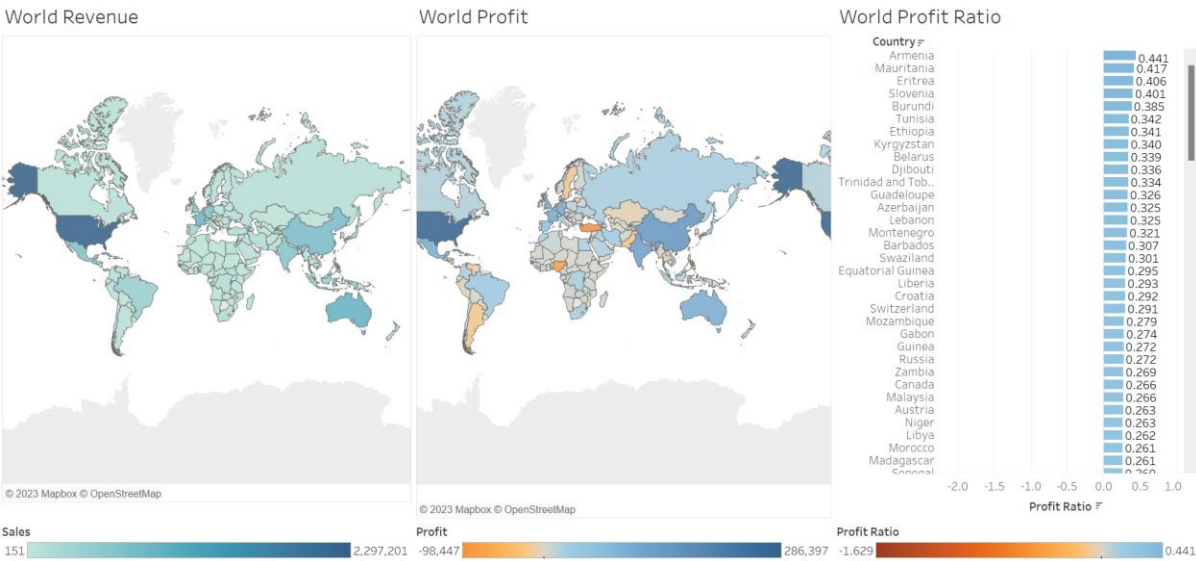 World Revenue
© 2023 Mapbox © OpenStreetMap
Sales
151 2,297,201
World Profit
© 2023 Mapbox © OpenStreetMap
Profit
-98,447 286,397
World Profit Ratio
Country
Armenia 0.441
Mauritania 0.417
Eritrea 0.406
Slovenia 0.401
Burundi 0.385
Tunisia 0.342
Ethiopia 0.341
Kyrgyzstan 0.340
Belarus 0.339
Djibouti 0.336
Trinidad and Tob.. 0.334
Guadeloupe 0.326
Azerbaijan 0.325
Lebanon 0.325
Montenegro 0.321
Barbados 0.307
Swaziland 0.301
Equatorial Guinea 0.295
Liberia 0.293
Croatia 0.292
Switzerland 0.291
Mozambique 0.279
Gabon 0.274
Guinea 0.272
Russia 0.272
Zambia 0.269
Canada 0.266
Malaysia 0.266
Austria 0.263
Niger 0.263
Libya 0.262
Morocco 0.261
Madagascar 0.261
Senegal 0.260
-2.0 -1.5 -1.0 -0.5 0.0 0.5 1.0
Profit Ratio
Profit Ratio
-1.629 0.441